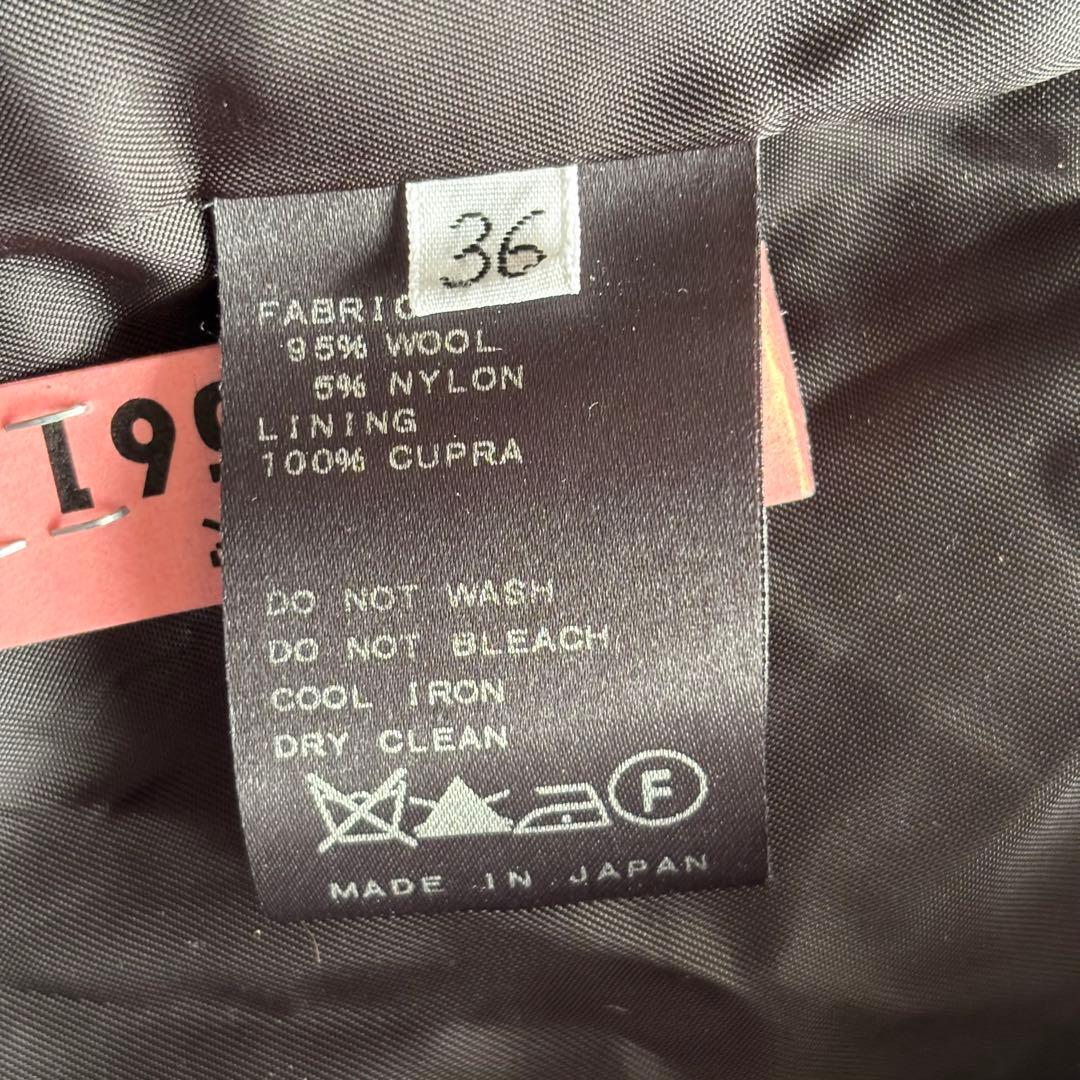 36
FABRIC
95% WOOL
5% NYLON
LINING
100% CUPRA
199
DO NOT WASH
DO NOT BLEACH
COOL IRON
DRY CLEAN
F
MADE IN JAPAN